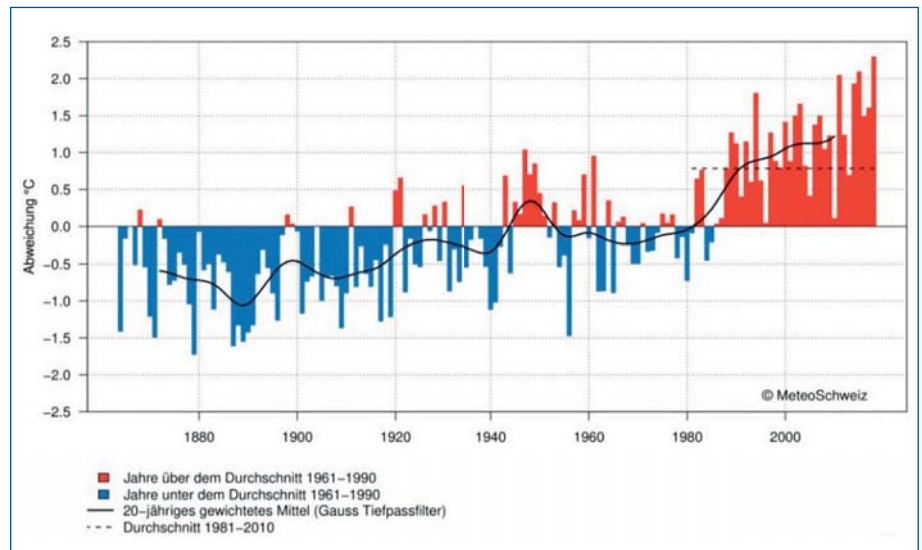 2.5
2.0
1.5
1.0
0.5
0.0
−0.5
−1.0
−1.5
−2.0
−2.5
Abweichung °C
© MeteoSchweiz
1880 1900 1920 1940 1960 1980 2000
Jahre über dem Durchschnitt 1961−1990
Jahre unter dem Durchschnitt 1961−1990
20−jähriges gewichtetes Mittel (Gauss Tiefpassfilter)
Durchschnitt 1981−2010